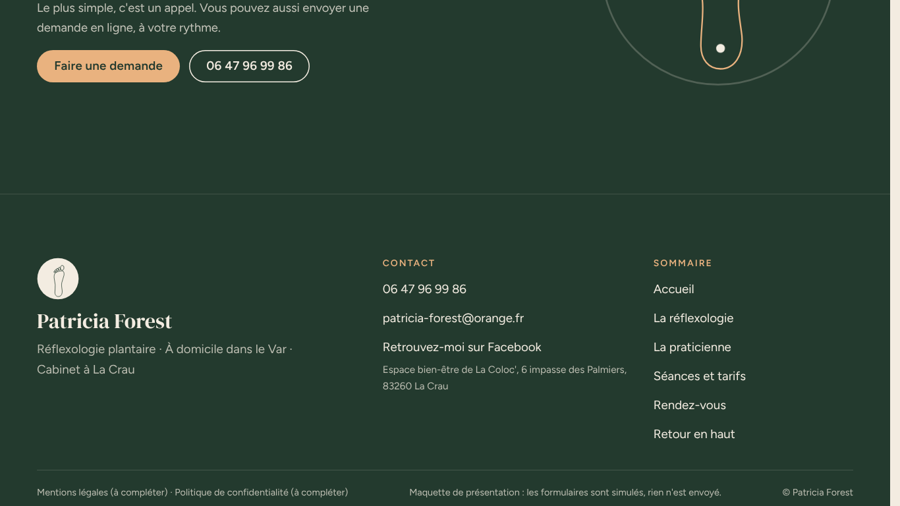 Le plus simple, c'est un appel. Vous pouvez aussi envoyer une
demande en ligne, à votre rythme.
Faire une demande
06 47 96 99 86
Patricia Forest
Réflexologie plantaire · À domicile dans le Var ·
Cabinet à La Crau
CONTACT
06 47 96 99 86
patricia-forest@orange.fr
Retrouvez-moi sur Facebook
Espace bien-être de La Coloc', 6 impasse des Palmiers,
83260 La Crau
SOMMAIRE
Accueil
La réflexologie
La praticienne
Séances et tarifs
Rendez-vous
Retour en haut
Mentions légales (à compléter) · Politique de confidentialité (à compléter)
Maquette de présentation : les formulaires sont simulés, rien n'est envoyé.
© Patricia Forest